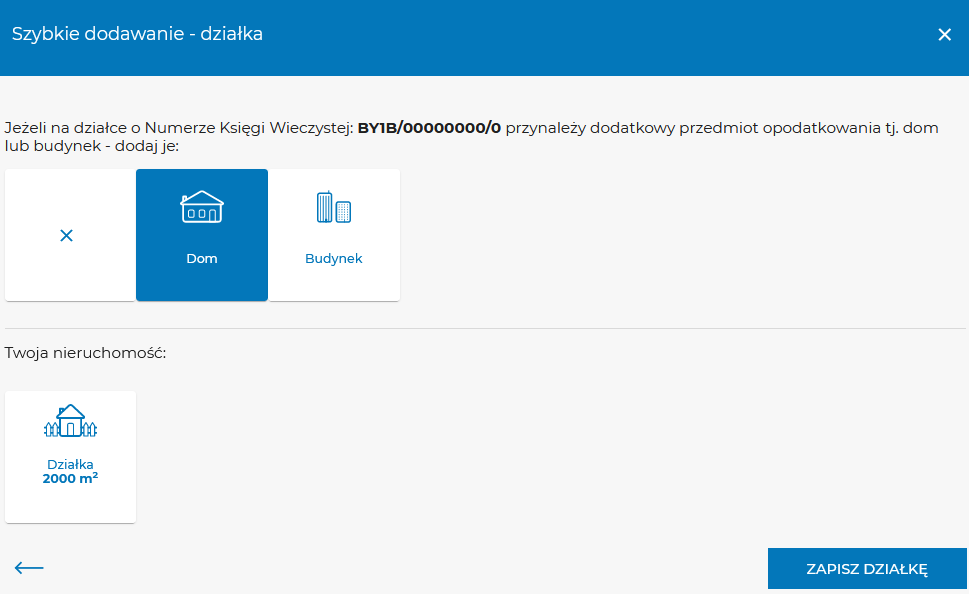 Szybkie dodawanie - działka
Jeżeli na działce o Numerze Księgi Wieczystej: BY1B/00000000/0 przynależy dodatkowy przedmiot opodatkowania tj. dom
lub budynek - dodaj je:
Dom
Budynek
Twoja nieruchomość:
Działka
2000 m²
ZAPISZ DZIAŁKĘ